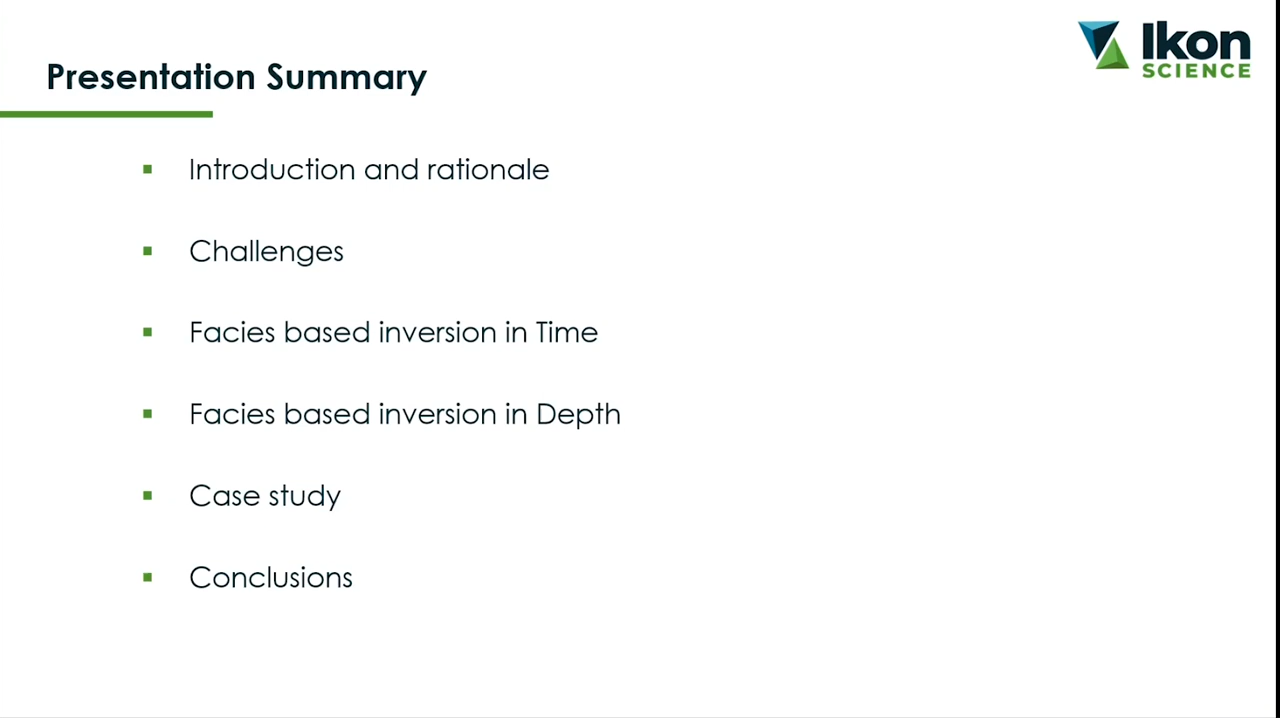 Ikon
SCIENCE
Presentation Summary
Introduction and rationale
Challenges
Facies based inversion in Time
Facies based inversion in Depth
Case study
Conclusions